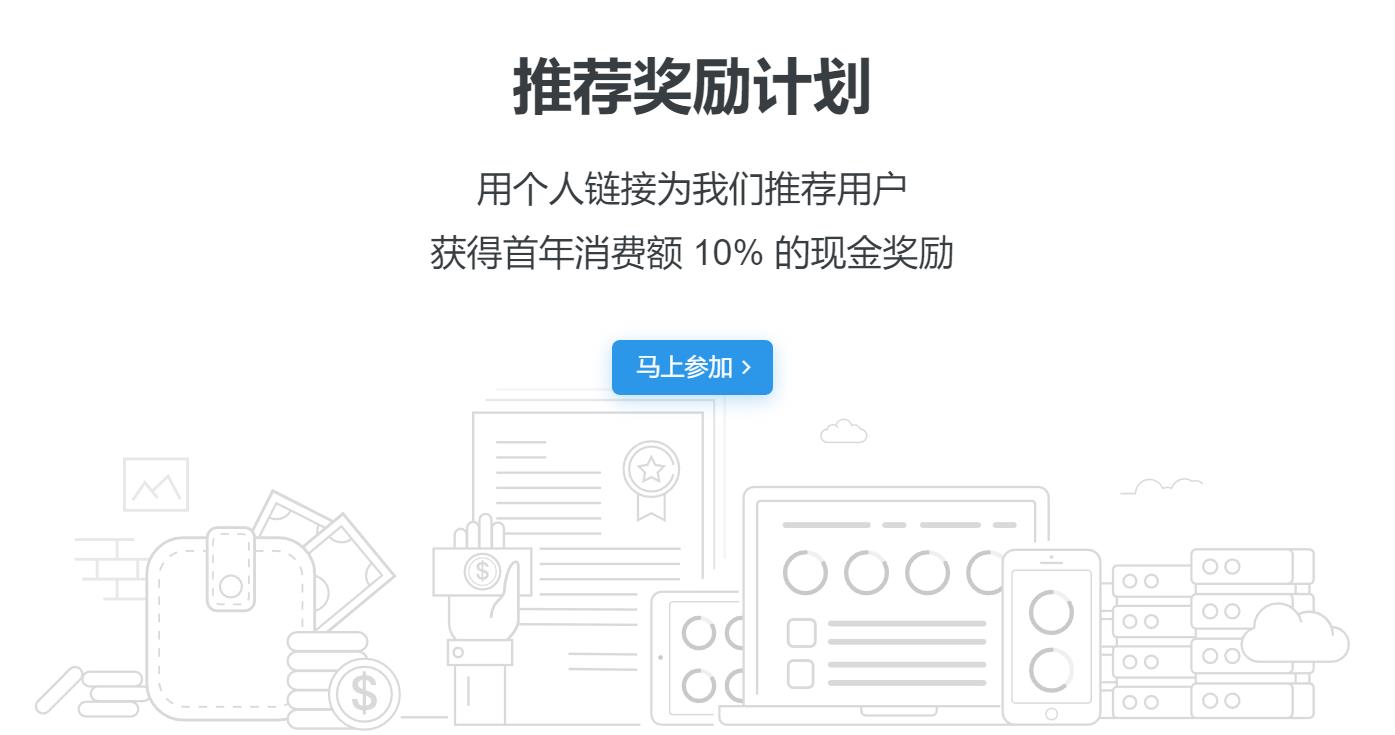 推荐奖励计划
用个人链接为我们推荐用户
获得首年消费额 10% 的现金奖励
马上参加 ›
$
$